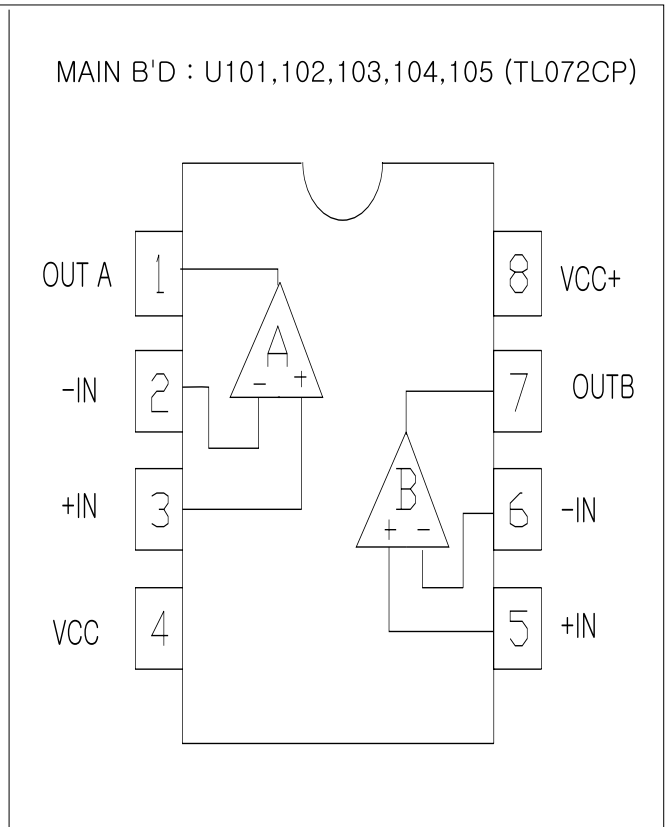 MAIN B'D : U101,102,103,104,105 (TL072CP)
OUT A 1
8 VCC+
A
- +
-IN 2
7 OUTB
+IN 3
B
+ -
6 -IN
VCC 4
5 +IN